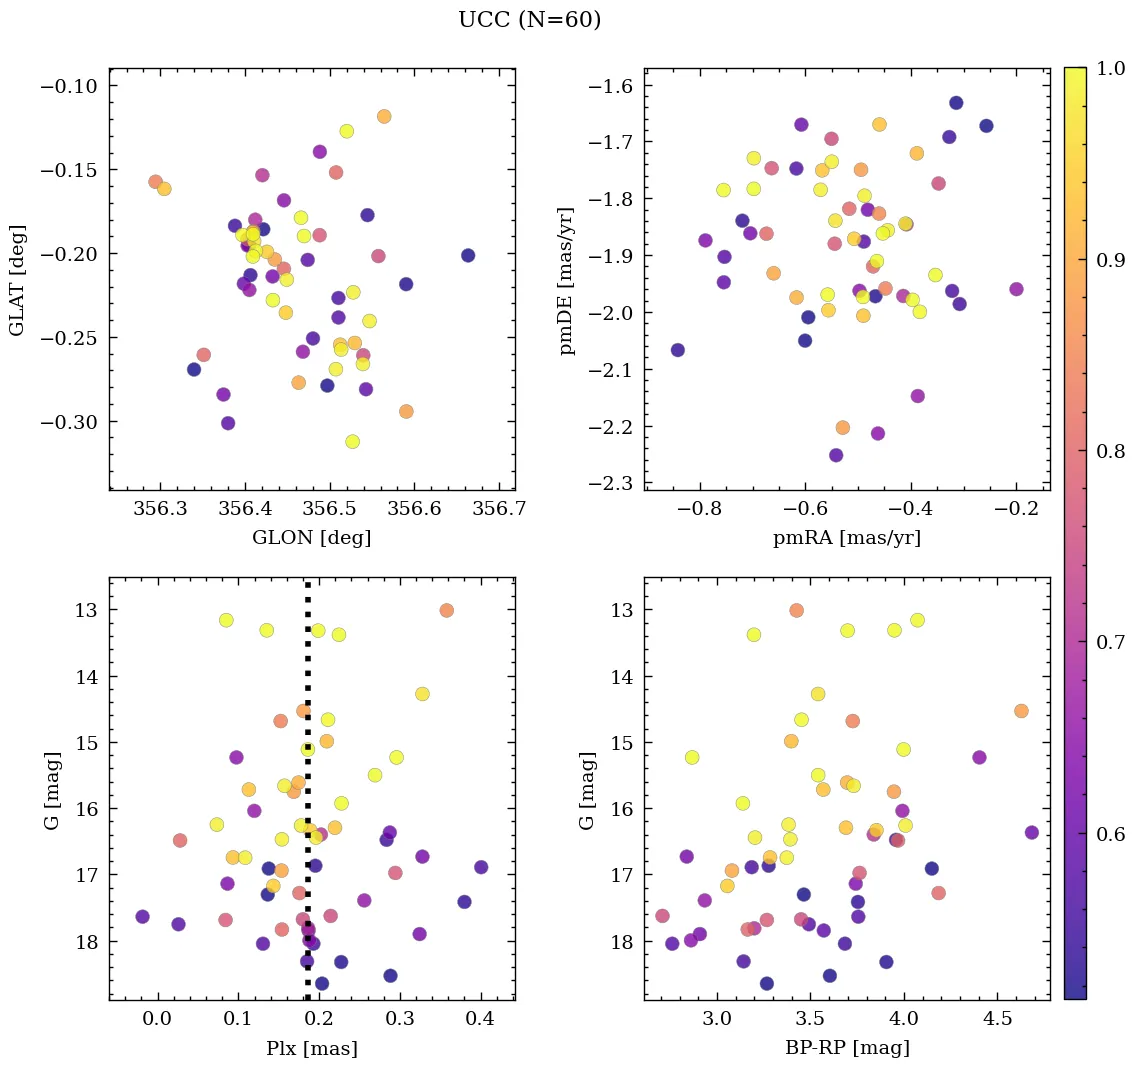 UCC (N=60)
−0.10
−0.15
−0.20
−0.25
−0.30
GLAT [deg]
356.3 356.4 356.5 356.6 356.7
GLON [deg]
−1.6
−1.7
−1.8
−1.9
−2.0
−2.1
−2.2
−2.3
pmDE [mas/yr]
−0.8 −0.6 −0.4 −0.2
pmRA [mas/yr]
13
14
15
16
17
18
G [mag]
0.0 0.1 0.2 0.3 0.4
Plx [mas]
13
14
15
16
17
18
G [mag]
3.0 3.5 4.0 4.5
BP-RP [mag]
1.0
0.9
0.8
0.7
0.6